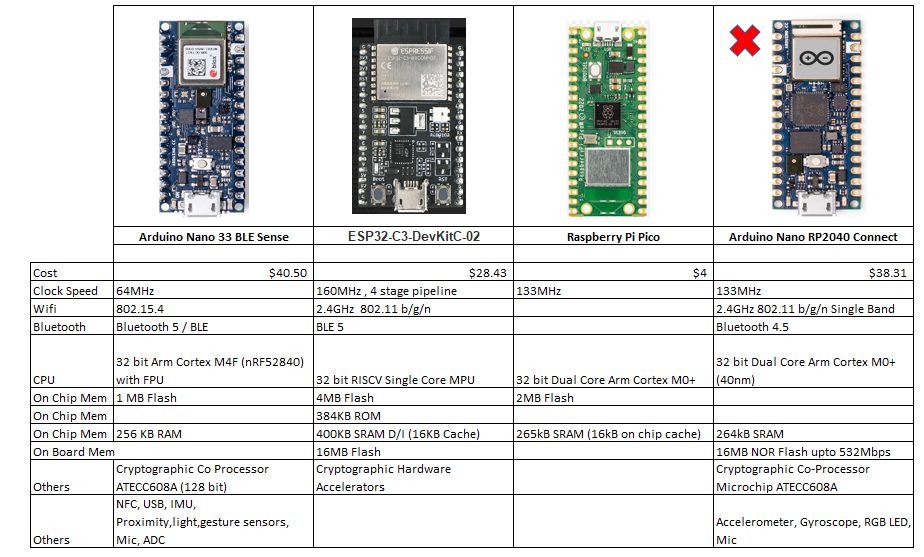 ESPRESSIF
Arduino Nano 33 BLE Sense ESP32-C3-DevKitC-02 Raspberry Pi Pico Arduino Nano RP2040 Connect
Cost $40.50 $28.43 $4 $38.31
Clock Speed 64MHz 160MHz , 4 stage pipeline 133MHz 133MHz
Wifi 802.15.4 2.4GHz 802.11 b/g/n 2.4GHz 802.11 b/g/n Single Band
Bluetooth Bluetooth 5 / BLE BLE 5 Bluetooth 4.5
32 bit Arm Cortex M4F (nRF52840) 32 bit Dual Core Arm Cortex M0+
CPU with FPU 32 bit RISCV Single Core MPU 32 bit Dual Core Arm Cortex M0+ (40nm)
On Chip Mem 1 MB Flash 4MB Flash 2MB Flash
On Chip Mem 384KB ROM
On Chip Mem 256 KB RAM 400KB SRAM D/I (16KB Cache) 265kB SRAM (16kB on chip cache) 264kB SRAM
On Board Mem 16MB Flash 16MB NOR Flash upto 532Mbps
Cryptographic Co Processor Cryptographic Hardware Cryptographic Co-Processor
Others ATECC608A (128 bit) Accelerators Microchip ATECC608A
NFC, USB, IMU,
Proximity,light,gesture sensors, Accelerometer, Gyroscope, RGB LED,
Others Mic, ADC Mic